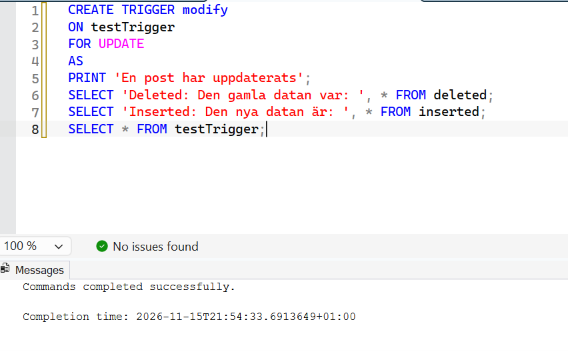 1 CREATE TRIGGER modify
2 ON testTrigger
3 FOR UPDATE
4 AS
5 PRINT 'En post har uppdaterats';
6 SELECT 'Deleted: Den gamla datan var: ', * FROM deleted;
7 SELECT 'Inserted: Den nya datan är: ', * FROM inserted;
8 SELECT * FROM testTrigger;
100 % No issues found
Messages
Commands completed successfully.
Completion time: 2026-11-15T21:54:33.6913649+01:00